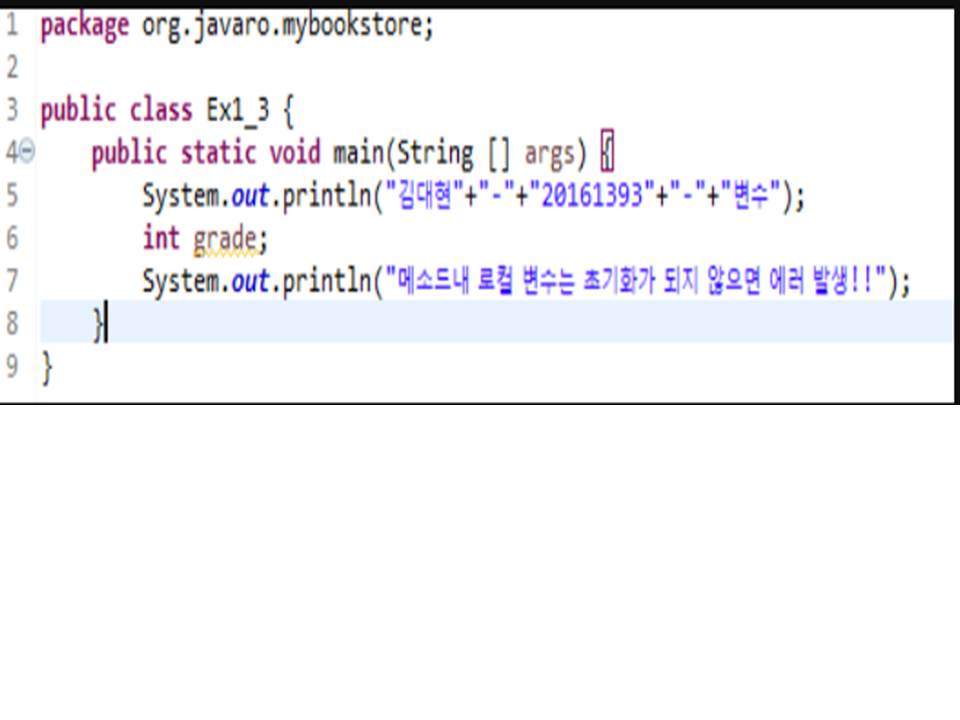 1 package org.javaro.mybookstore;
2
3 public class Ex1_3 {
4 public static void main(String [] args) {
5 System.out.println("김대현"+"-"+"20161393"+"-"+"변수");
6 int grade;
7 System.out.println("메소드내 로컬 변수는 초기화가 되지 않으면 에러 발생!!");
8 }
9 }